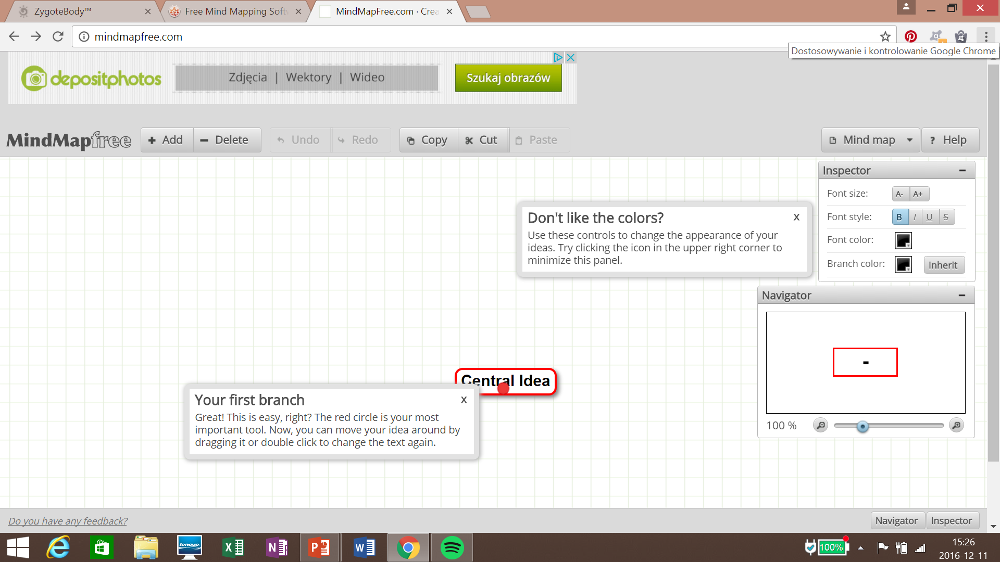 ZygoteBody™
Free Mind Mapping Softw
MindMapFree.com · Crea
mindmapfree.com
Dostosowywanie i kontrolowanie Google Chrome
depositphotos
Zdjęcia | Wektory | Wideo
Szukaj obrazów
MindMapfree
Add
Delete
Undo
Redo
Copy
Cut
Paste
Mind map
? Help
Inspector
Font size: A- A+
Font style: B I U S
Font color:
Branch color: Inherit
Don't like the colors? x
Use these controls to change the appearance of your
ideas. Try clicking the icon in the upper right corner to
minimize this panel.
Navigator
100 %
Central Idea
Your first branch x
Great! This is easy, right? The red circle is your most
important tool. Now, you can move your idea around by
dragging it or double click to change the text again.
Do you have any feedback?
Navigator
Inspector
lenovo
100%
15:26
2016-12-11